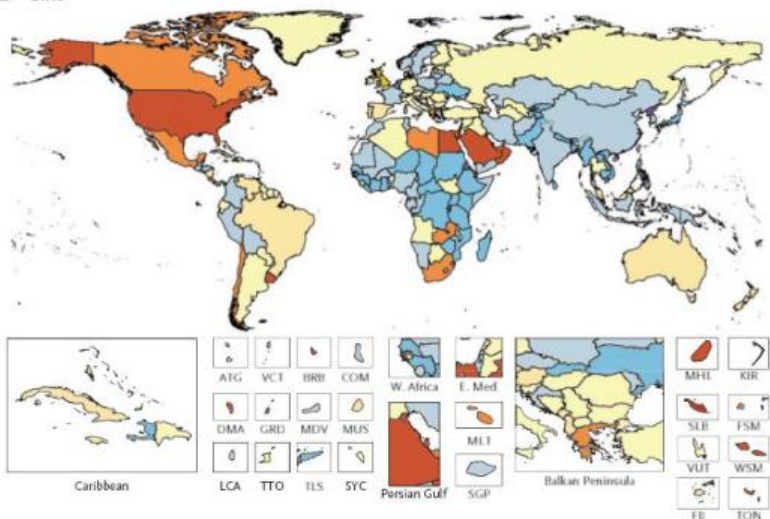 ATG VCT BRB COM
DMA GRD MDV MUS
LCA TTO TLS SYC
Caribbean
W. Africa E. Med.
MLT
Persian Gulf SGP
Balkan Peninsula
MHL KIR
SLB FSM
VUT WSM
FJI TON